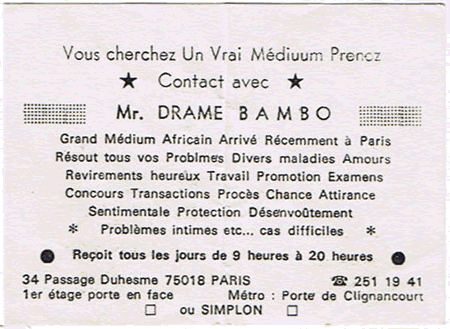 Vous cherchez Un Vrai Médiuum Prenez
★ Contact avec ★
Mr. DRAME BAMBO
Grand Médium Africain Arrivé Récemment à Paris
Résout tous vos Problmes Divers maladies Amours
Revirements heureux Travail Promotion Examens
Concours Transactions Procès Chance Attirance
Sentimentale Protection Désenvoûtement
* Problèmes intimes etc... cas difficiles *
● Reçoit tous les jours de 9 heures à 20 heures ●
34 Passage Duhesme 75018 PARIS ☎ 251 19 41
1er étage porte en face Métro : Porte de Clignancourt
□ ou SIMPLON □